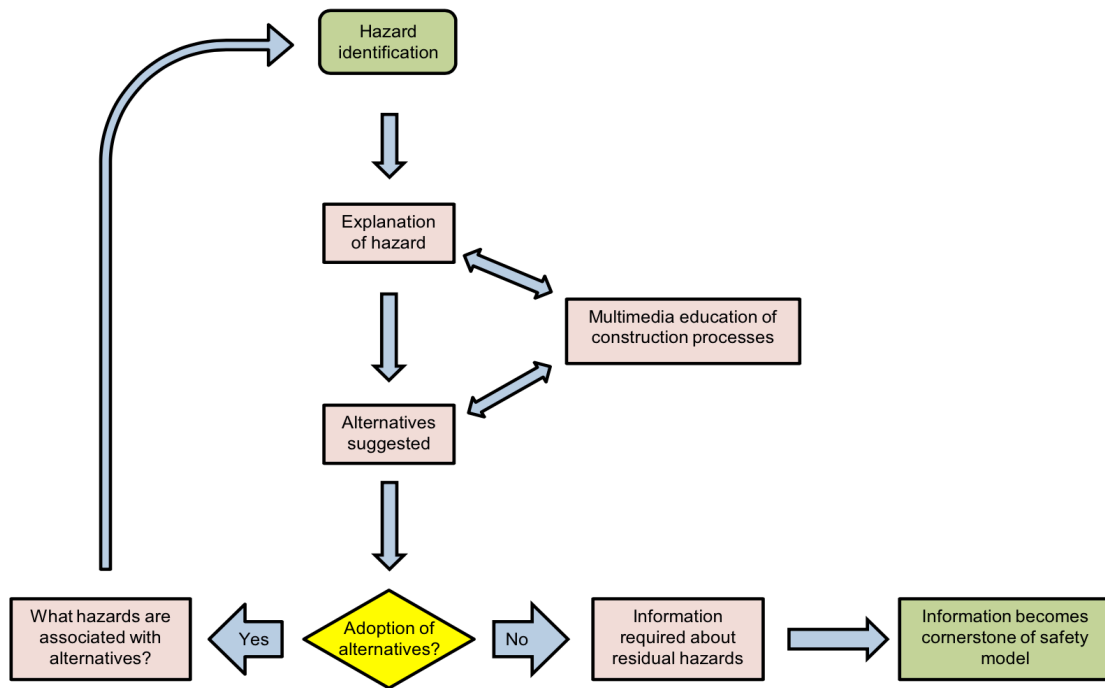 Hazard
identification
Explanation
of hazard
Multimedia education of
construction processes
Alternatives
suggested
What hazards are
associated with
alternatives?
Yes
Adoption of
alternatives?
No
Information
required about
residual hazards
Information becomes
cornerstone of safety
model